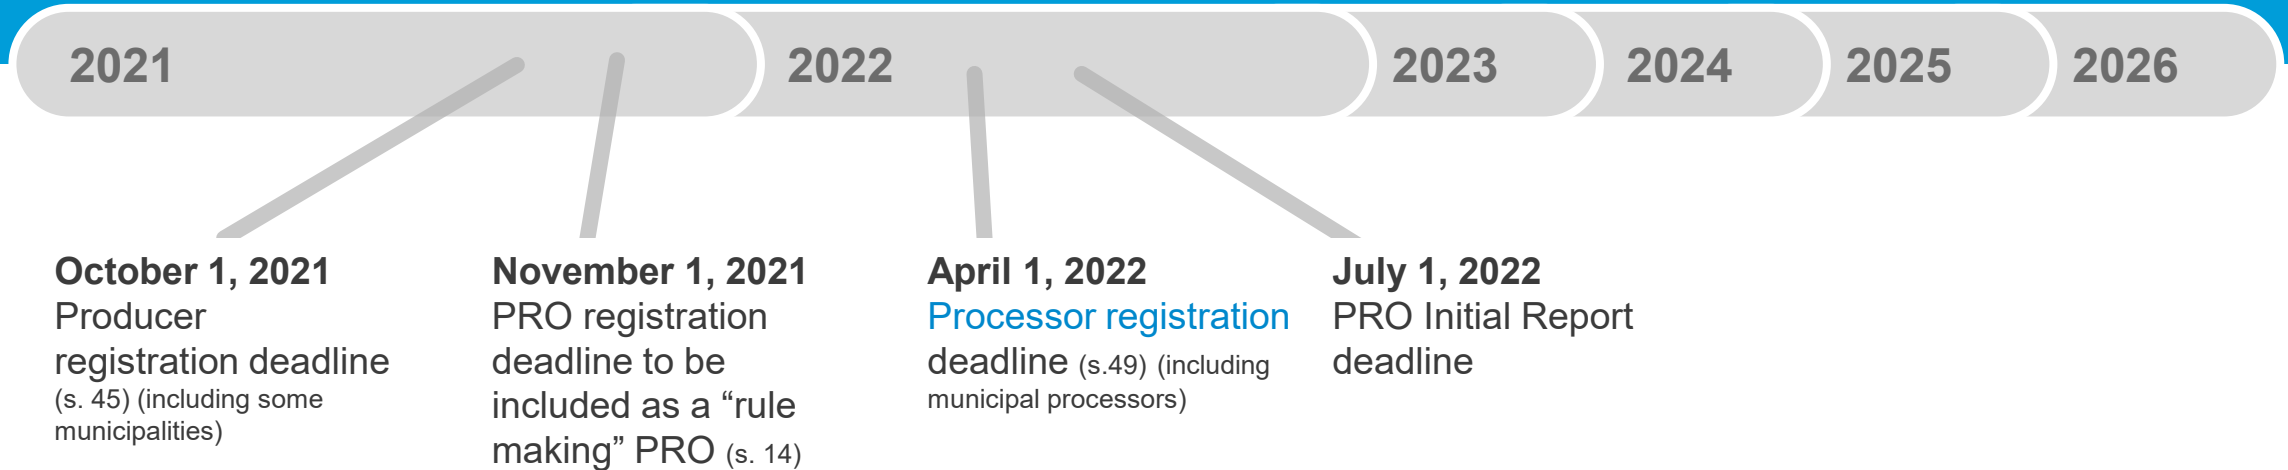 2021
2022
2023
2024
2025
2026
October 1, 2021
Producer
registration deadline
(s. 45) (including some
municipalities)
November 1, 2021
PRO registration
deadline to be
included as a “rule
making” PRO (s. 14)
April 1, 2022
Processor registration
deadline (s.49) (including
municipal processors)
July 1, 2022
PRO Initial Report
deadline